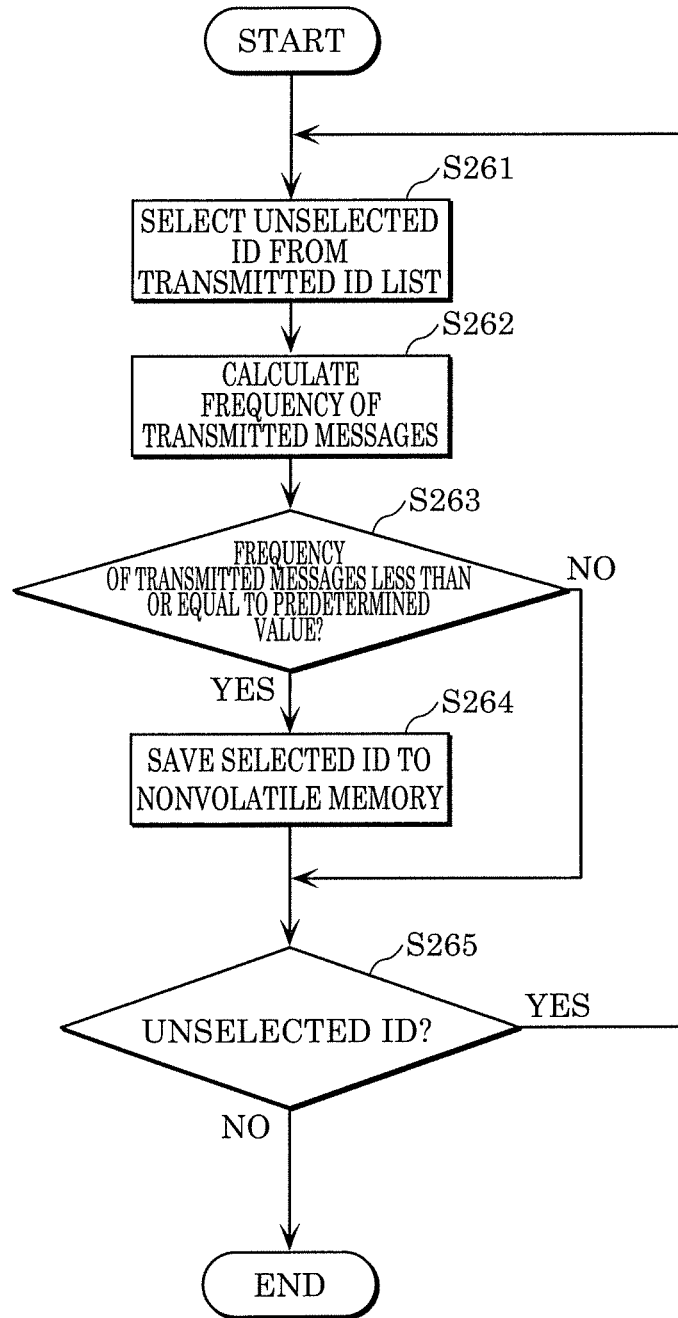 START
S261
SELECT UNSELECTED
ID FROM
TRANSMITTED ID LIST
S262
CALCULATE
FREQUENCY OF
TRANSMITTED MESSAGES
S263
FREQUENCY
OF TRANSMITTED MESSAGES LESS THAN
OR EQUAL TO PREDETERMINED
VALUE?
NO
YES
S264
SAVE SELECTED ID TO
NONVOLATILE MEMORY
S265
UNSELECTED ID?
YES
NO
END